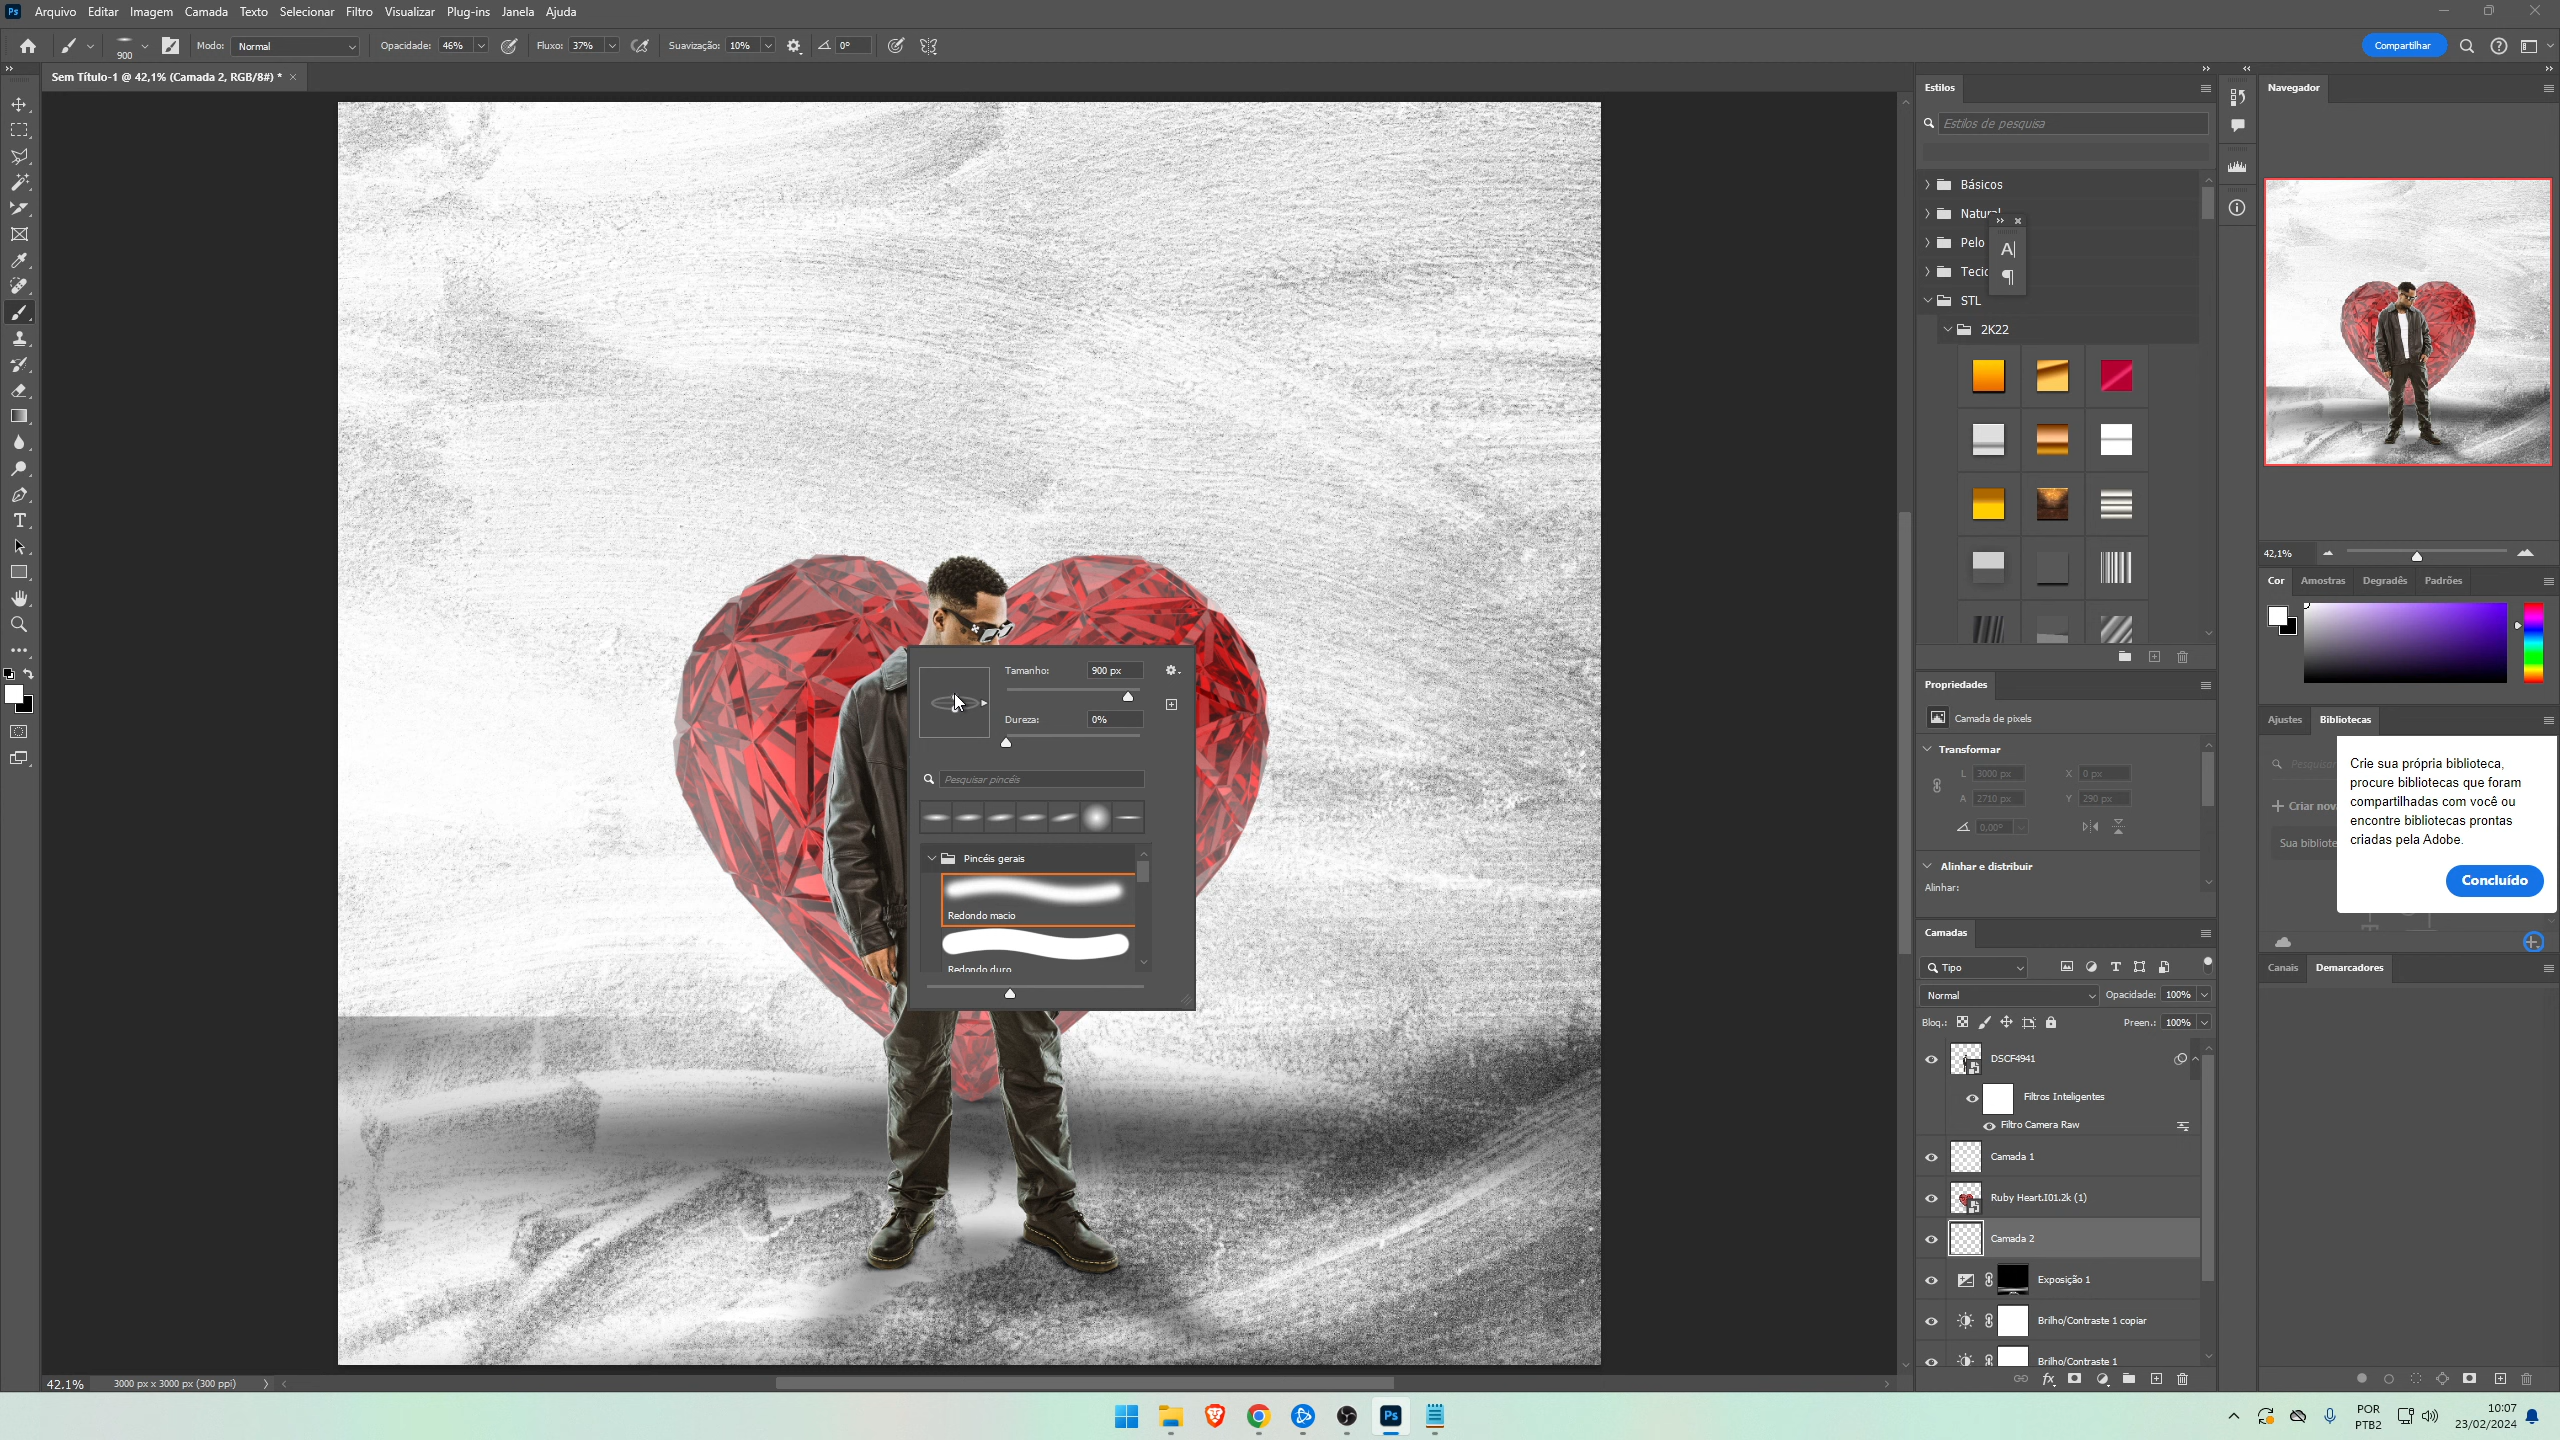 Ps Arquivo Editar Imagem Camada Texto Selecionar Filtro Visualizar Plug-ins Janela Ajuda
900 Modo: Normal Opacidade: 46% Fluxo: 37% Suavização: 10% 0° Compartilhar
Sem Título-1 @ 42,1% (Camada 2, RGB/8#) *
Estilos
Estilos de pesquisa
Básicos
Natural
Pelo
STL
2K22
Navegador
42,1%
Cor Amostras Degradês Padrões
Tamanho: 900 px
Dureza: 0%
Pesquisar pincéis
Pincéis gerais
Redondo macio
Redondo duro
Propriedades
Camada de pixels
Transformar
L 3000 px X 0 px
A 2710 px Y 290 px
0,00°
Alinhar e distribuir
Alinhar:
Ajustes Bibliotecas
Crie sua própria biblioteca,
procure bibliotecas que foram
compartilhadas com você ou
encontre bibliotecas prontas
criadas pela Adobe.
Concluído
Criar nov
Sua bibliote
Canais Demarcadores
Camadas
Tipo
Normal Opacidade: 100%
Bloq.: Preen.: 100%
DSCF4941
Filtros Inteligentes
Filtro Camera Raw
Camada 1
Ruby Heart.I01.2k (1)
Camada 2
Exposição 1
Brilho/Contraste 1 copiar
Brilho/Contraste 1
42,1% 3000 px x 3000 px (300 ppi)
Ps
POR
PTB2
10:07
23/02/2024